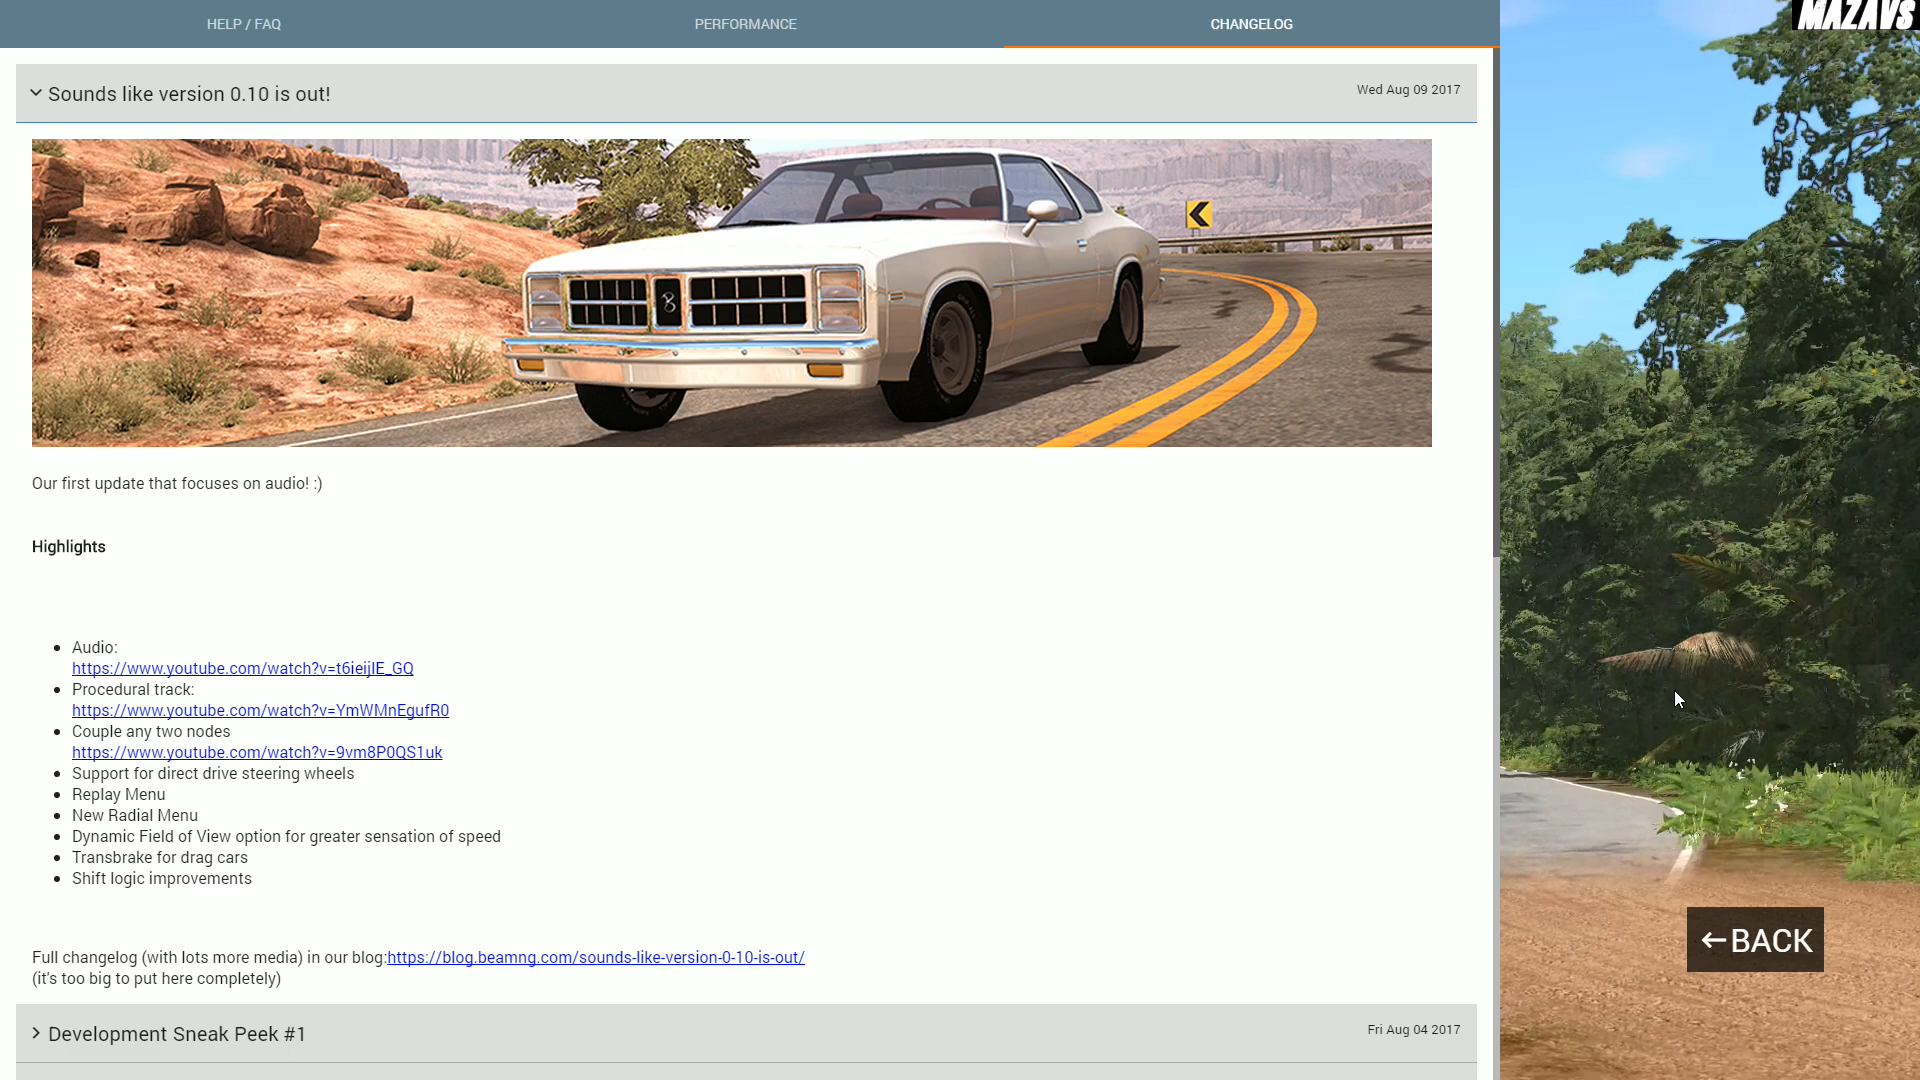 HELP / FAQ
PERFORMANCE
CHANGELOG
MAZAVS
Sounds like version 0.10 is out!
Wed Aug 09 2017
Our first update that focuses on audio! :)
Highlights
Audio:
https://www.youtube.com/watch?v=t6ieijIE_GQ
Procedural track:
https://www.youtube.com/watch?v=YmWMnEgufR0
Couple any two nodes
https://www.youtube.com/watch?v=9vm8P0QS1uk
Support for direct drive steering wheels
Replay Menu
New Radial Menu
Dynamic Field of View option for greater sensation of speed
Transbrake for drag cars
Shift logic improvements
←BACK
Full changelog (with lots more media) in our blog:https://blog.beamng.com/sounds-like-version-0-10-is-out/
(it's too big to put here completely)
Development Sneak Peek #1
Fri Aug 04 2017